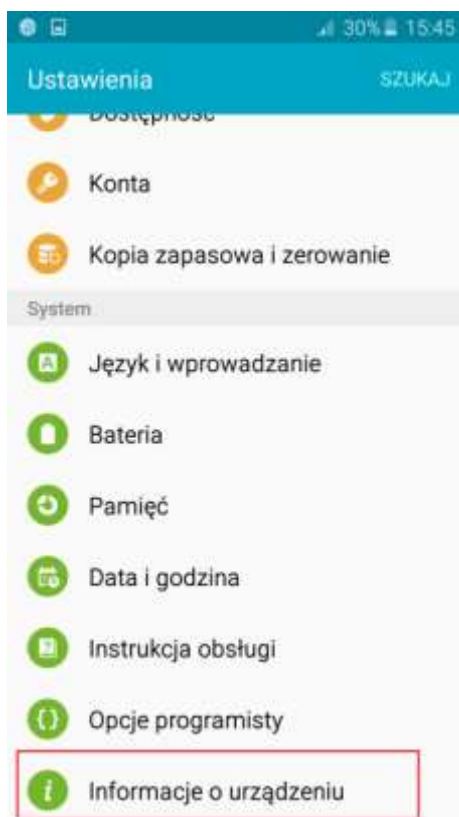 30% 15:45
Ustawienia SZUKAJ
Dostępność
Konta
Kopia zapasowa i zerowanie
System
Język i wprowadzanie
Bateria
Pamięć
Data i godzina
Instrukcja obsługi
Opcje programisty
Informacje o urządzeniu